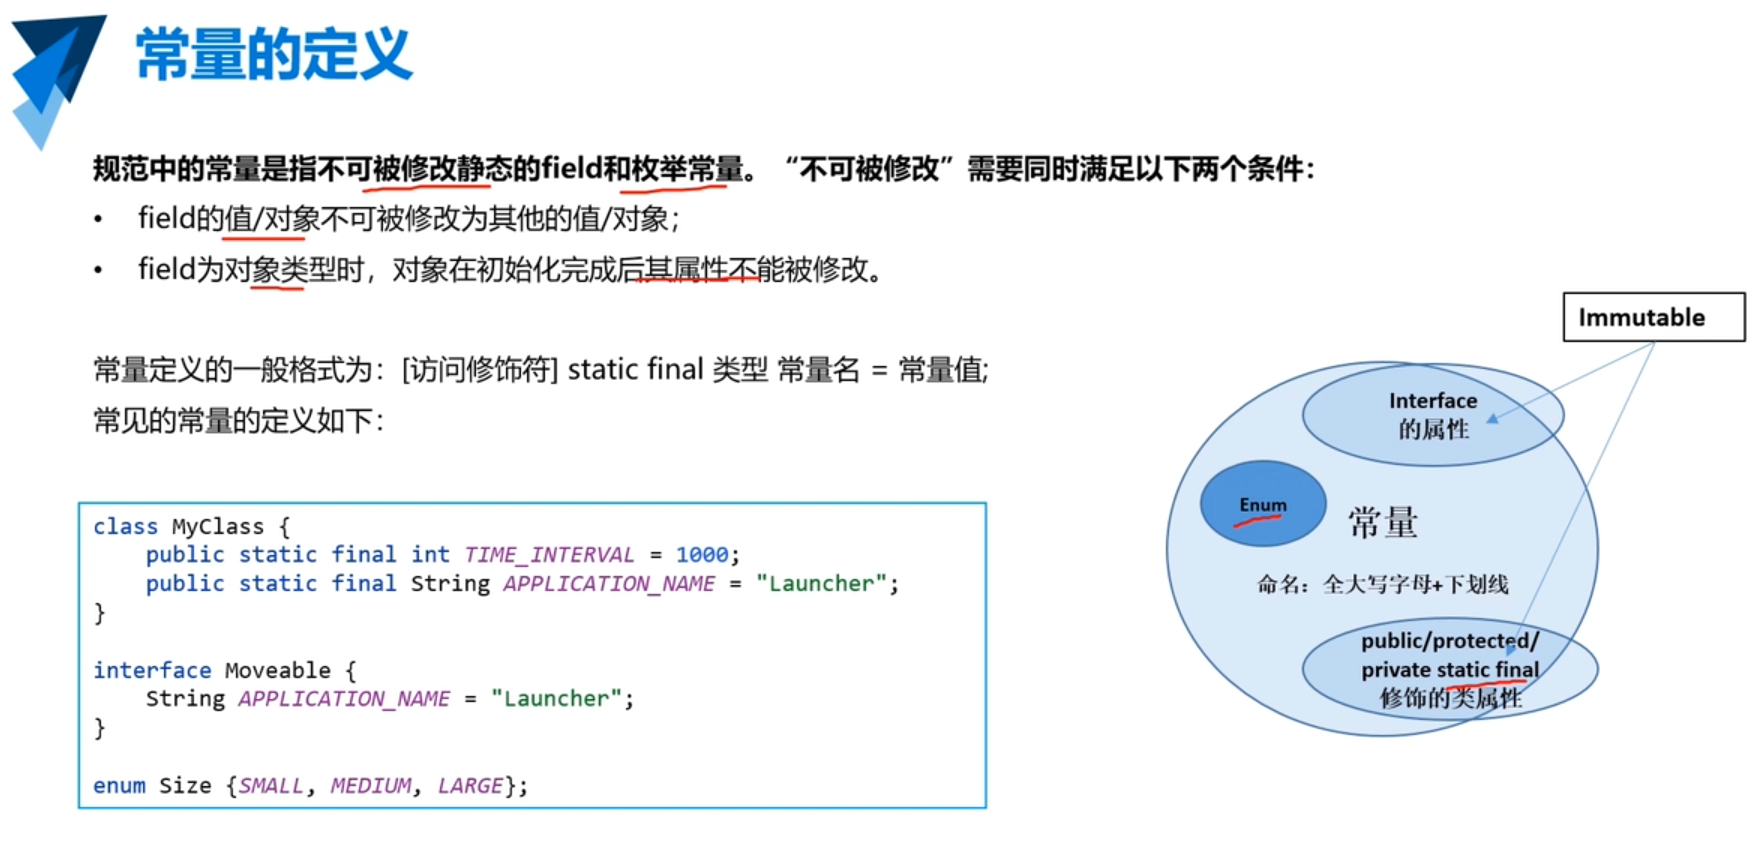 常量的定义
规范中的常量是指不可被修改静态的field和枚举常量。“不可被修改”需要同时满足以下两个条件：
• field的值/对象不可被修改为其他的值/对象；
• field为对象类型时，对象在初始化完成后其属性不能被修改。
常量定义的一般格式为：[访问修饰符] static final 类型 常量名 = 常量值;
常见的常量的定义如下：
class MyClass {
    public static final int TIME_INTERVAL = 1000;
    public static final String APPLICATION_NAME = "Launcher";
}
interface Moveable {
    String APPLICATION_NAME = "Launcher";
}
enum Size {SMALL, MEDIUM, LARGE};
Immutable
Interface
的属性
Enum
常量
命名：全大写字母+下划线
public/protected/
private static final
修饰的类属性